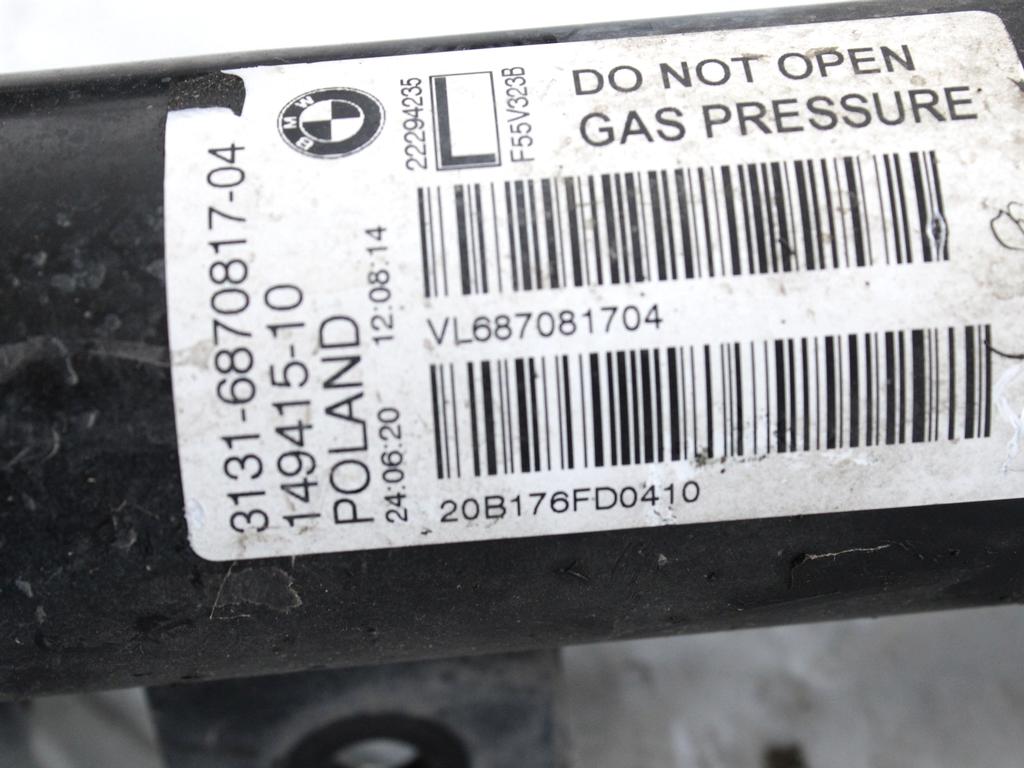 DO NOT OPEN
GAS PRESSURE
BMW
22294235
F55V323B
3131-6870817-04
149415-10
POLAND
24:06:20 12:08:14
VL687081704
20B176FD0410